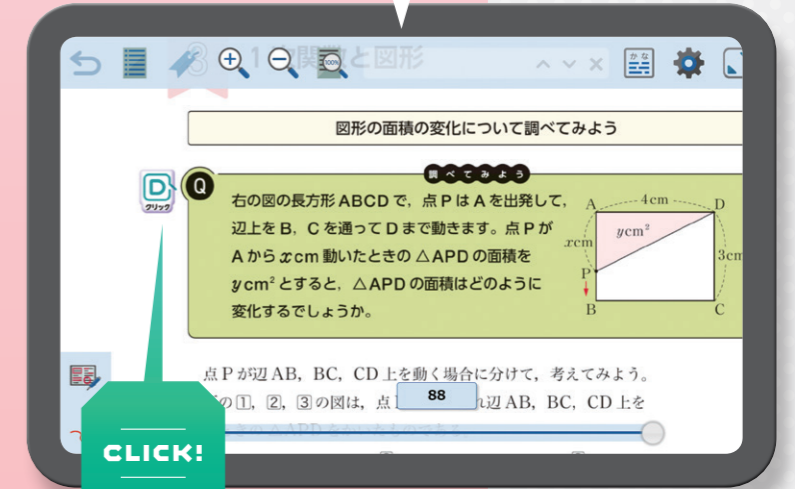 1次関数と図形
100%
かな
図形の面積の変化について調べてみよう
調べてみよう
D
クリック
Q
右の図の長方形ABCDで，点PはAを出発して，
辺上をB，Cを通ってDまで動きます。点Pが
Aからxcm動いたときの△APDの面積を
ycm²とすると，△APDの面積はどのように
変化するでしょうか。
A
4cm
D
ycm²
xcm
3cm
P
B
C
点Pが辺AB，BC，CD上を動く場合に分けて，考えてみよう。
の1，2，3の図は，点
辺AB，BC，CD上を
88
CLICK!